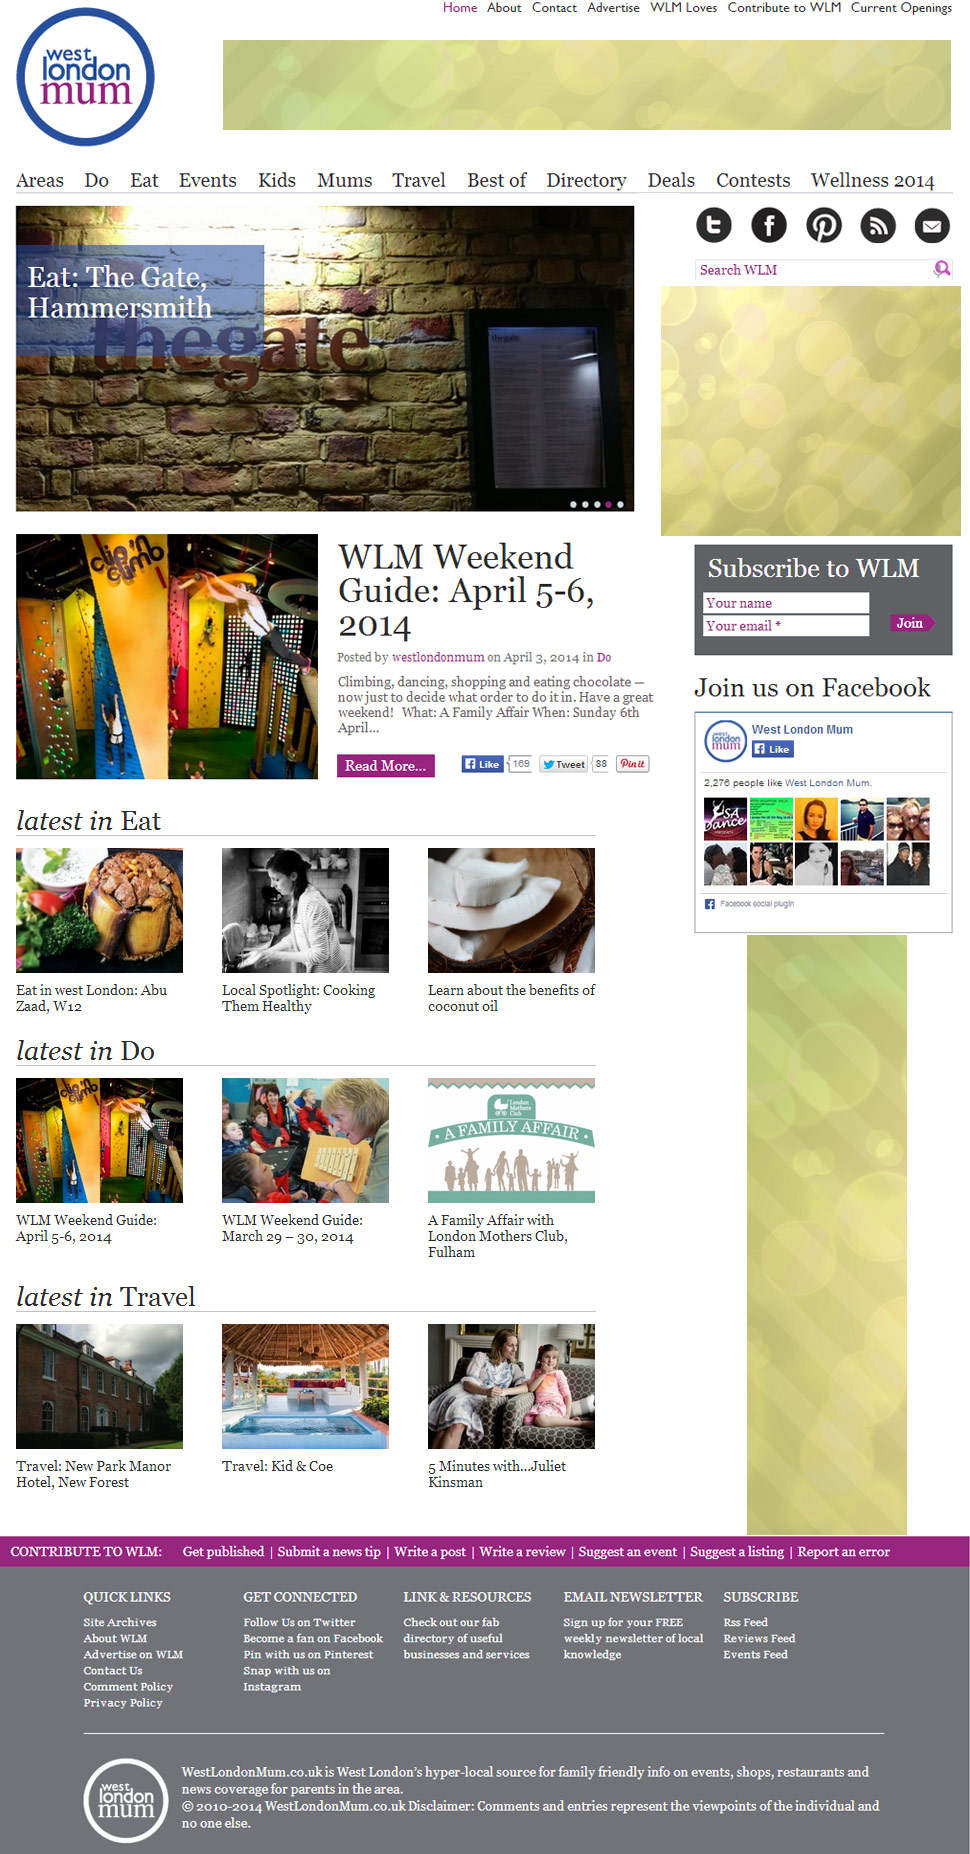 Home About Contact Advertise WLM Loves Contribute to WLM Current Openings
west
london
mum
Areas Do Eat Events Kids Mums Travel Best of Directory Deals Contests Wellness 2014
Eat: The Gate,
Hammersmith
thegate
thegate
Search WLM
clip 'n
climb
WLM Weekend
Guide: April 5-6,
2014
Posted by westlondonmum on April 3, 2014 in Do
Climbing, dancing, shopping and eating chocolate –
now just to decide what order to do it in. Have a great
weekend! What: A Family Affair When: Sunday 6th
April...
Read More...
Like 169 Tweet 88 Pin it
Subscribe to WLM
Your name
Your email *
Join
Join us on Facebook
west
london
mum
West London Mum
Like
2,276 people like West London Mum.
SA
Dance
PRESENTS
Facebook social plugin
latest in Eat
Eat in west London: Abu
Zaad, W12
Local Spotlight: Cooking
Them Healthy
Learn about the benefits of
coconut oil
latest in Do
clip 'n
climb
London
Mothers
Club
· A FAMILY AFFAIR ·
WLM Weekend Guide:
April 5-6, 2014
WLM Weekend Guide:
March 29 – 30, 2014
A Family Affair with
London Mothers Club,
Fulham
latest in Travel
Travel: New Park Manor
Hotel, New Forest
Travel: Kid & Coe
5 Minutes with...Juliet
Kinsman
CONTRIBUTE TO WLM: Get published | Submit a news tip | Write a post | Write a review | Suggest an event | Suggest a listing | Report an error
QUICK LINKS
Site Archives
About WLM
Advertise on WLM
Contact Us
Comment Policy
Privacy Policy
GET CONNECTED
Follow Us on Twitter
Become a fan on Facebook
Pin with us on Pinterest
Snap with us on
Instagram
LINK & RESOURCES
Check out our fab
directory of useful
businesses and services
EMAIL NEWSLETTER
Sign up for your FREE
weekly newsletter of local
knowledge
SUBSCRIBE
Rss Feed
Reviews Feed
Events Feed
west
london
mum
WestLondonMum.co.uk is West London's hyper-local source for family friendly info on events, shops, restaurants and
news coverage for parents in the area.
© 2010-2014 WestLondonMum.co.uk Disclaimer: Comments and entries represent the viewpoints of the individual and
no one else.